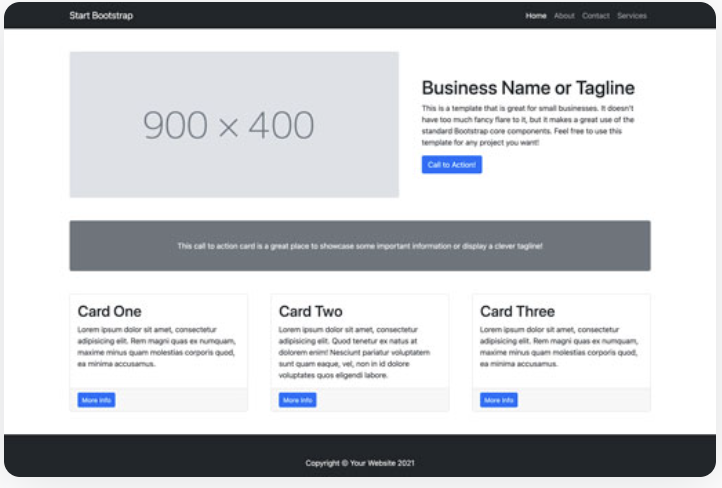 Start Bootstrap
Home About Contact Services
900 × 400
Business Name or Tagline
This is a template that is great for small businesses. It doesn't
have too much fancy flare to it, but it makes a great use of the
standard Bootstrap core components. Feel free to use this
template for any project you want!
Call to Action!
This call to action card is a great place to showcase some important information or display a clever tagline!
Card One
Lorem ipsum dolor sit amet, consectetur
adipisicing elit. Rem magni quas ex numquam,
maxime minus quam molestias corporis quod,
ea minima accusamus.
More Info
Card Two
Lorem ipsum dolor sit amet, consectetur
adipisicing elit. Quod tenetur ex natus at
dolorem enim! Nesciunt pariatur voluptatem
sunt quam eaque, vel, non in id dolore
voluptates quos eligendi labore.
More Info
Card Three
Lorem ipsum dolor sit amet, consectetur
adipisicing elit. Rem magni quas ex numquam,
maxime minus quam molestias corporis quod,
ea minima accusamus.
More Info
Copyright © Your Website 2021